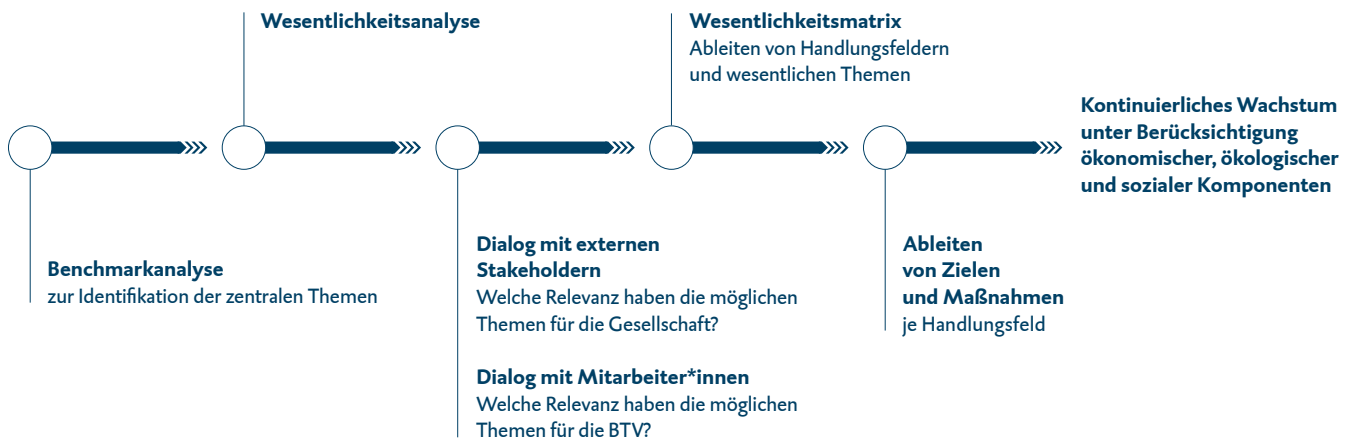 Wesentlichkeitsanalyse
Wesentlichkeitsmatrix
Ableiten von Handlungsfeldern
und wesentlichen Themen
Kontinuierliches Wachstum
unter Berücksichtigung
ökonomischer, ökologischer
und sozialer Komponenten
Benchmarkanalyse
zur Identifikation der zentralen Themen
Dialog mit externen
Stakeholdern
Welche Relevanz haben die möglichen
Themen für die Gesellschaft?
Dialog mit Mitarbeiter*innen
Welche Relevanz haben die möglichen
Themen für die BTV?
Ableiten
von Zielen
und Maßnahmen
je Handlungsfeld